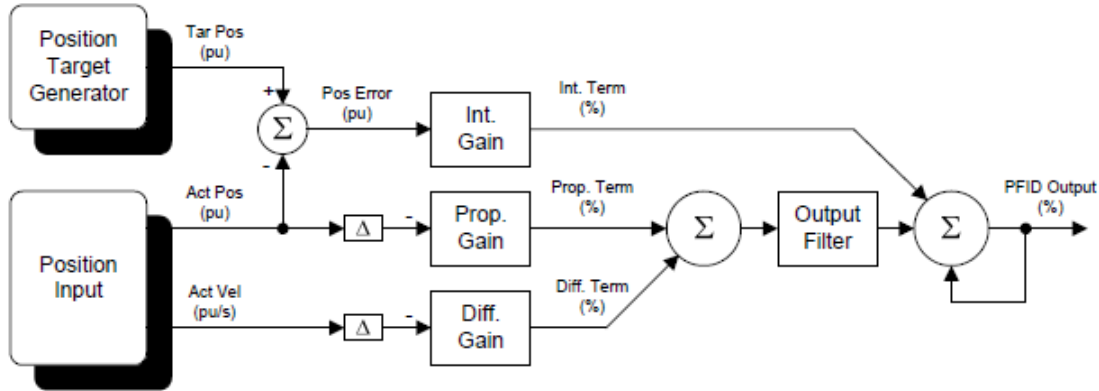 Position
Target
Generator
Tar Pos
(pu)
+
Σ
-
Pos Error
(pu)
Int.
Gain
Int. Term
(%)
Position
Input
Act Pos
(pu)
Δ
-
Prop.
Gain
Prop. Term
(%)
Σ
Output
Filter
Σ
PFID Output
(%)
Act Vel
(pu/s)
Δ
-
Diff.
Gain
Diff. Term
(%)